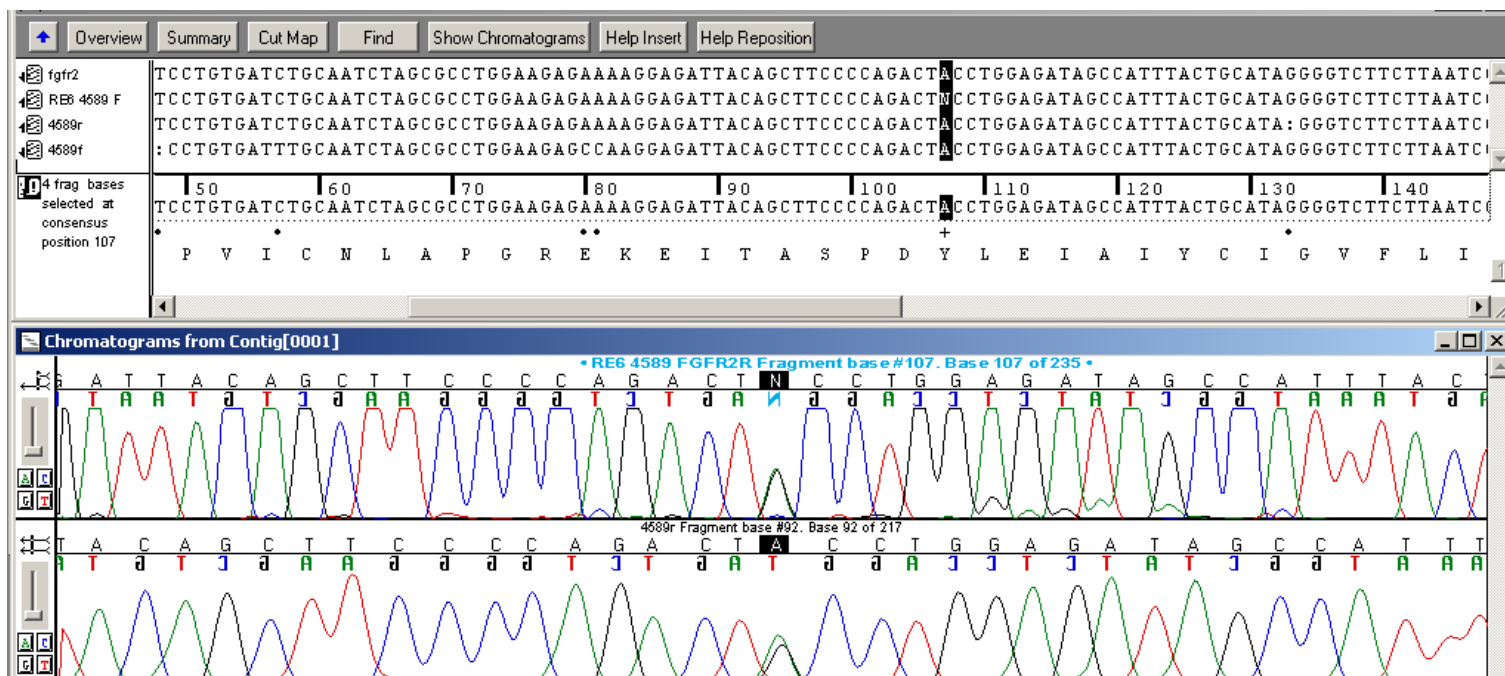 Overview Summary Cut Map Find Show Chromatograms Help Insert Help Reposition
fgfr2 TCCTGTGATCTGCAATCTAGCGCCTGGAAGAGAAAAGGAGATTACAGCTTCCCCAGACTACCTGGAGATAGCCATTTACTGCATAGGGGTCTTCTTAATC
RE6 4589 F TCCTGTGATCTGCAATCTAGCGCCTGGAAGAGAAAAGGAGATTACAGCTTCCCCAGACTNCCTGGAGATAGCCATTTACTGCATAGGGGTCTTCTTAATC
4589r TCCTGTGATCTGCAATCTAGCGCCTGGAAGAGAAAAGGAGATTACAGCTTCCCCAGACTACCTGGAGATAGCCATTTACTGCATA:GGGTCTTCTTAATC
4589f :CCTGTGATTTGCAATCTAGCGCCTGGAAGAGCCAAGGAGATTACAGCTTCCCCAGACTACCTGGAGATAGCCATTTACTGCATAGGGGTCTTCTTAATC
4 frag bases selected at consensus position 107
50 60 70 80 90 100 110 120 130 140
TCCTGTGATCTGCAATCTAGCGCCTGGAAGAGAAAAGGAGATTACAGCTTCCCCAGACTACCTGGAGATAGCCATTTACTGCATAGGGGTCTTCTTAATC
+
P V I C N L A P G R E K E I T A S P D Y L E I A I Y C I G V F L I
Chromatograms from Contig[0001]
• RE6 4589 FGFR2R Fragment base #107. Base 107 of 235 •
G A T T A C A G C T T C C C C A G A C T N C C T G G A G A T A G C C A T T T A C T
T A A T G T C G A A G G G G T C T G A N G G A C C T C T A T C G G T A A A T G A
A C G T
4589r Fragment base #92. Base 92 of 217
T A C A G C T T C C C C A G A C T A C C T G G A G A T A G C C A T T T
A T G T C G A A G G G G T C T G A T G G A C C T C T A T C G G T A A A
A C G T